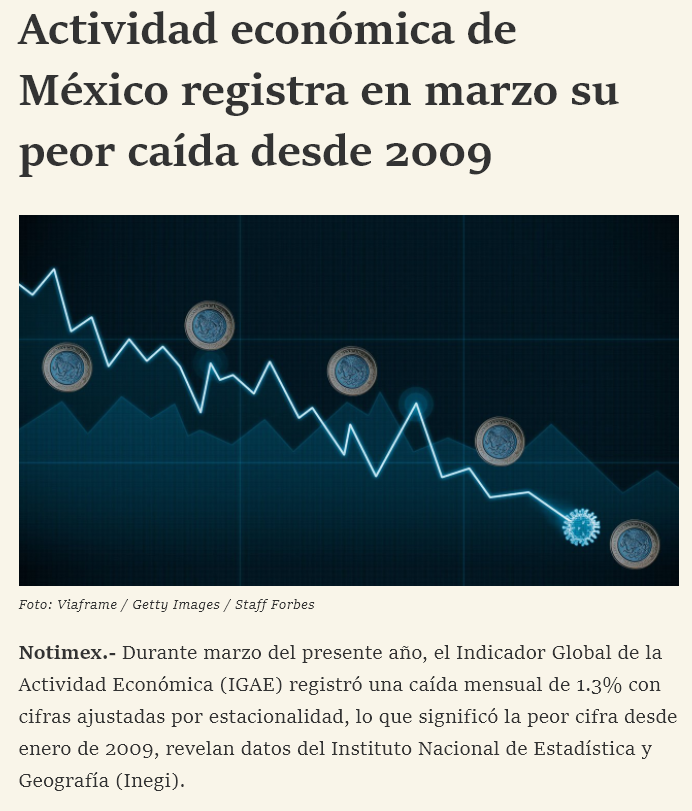 Actividad económica de
México registra en marzo su
peor caída desde 2009
Foto: Viaframe / Getty Images / Staff Forbes
Notimex.- Durante marzo del presente año, el Indicador Global de la
Actividad Económica (IGAE) registró una caída mensual de 1.3% con
cifras ajustadas por estacionalidad, lo que significó la peor cifra desde
enero de 2009, revelan datos del Instituto Nacional de Estadística y
Geografía (Inegi).